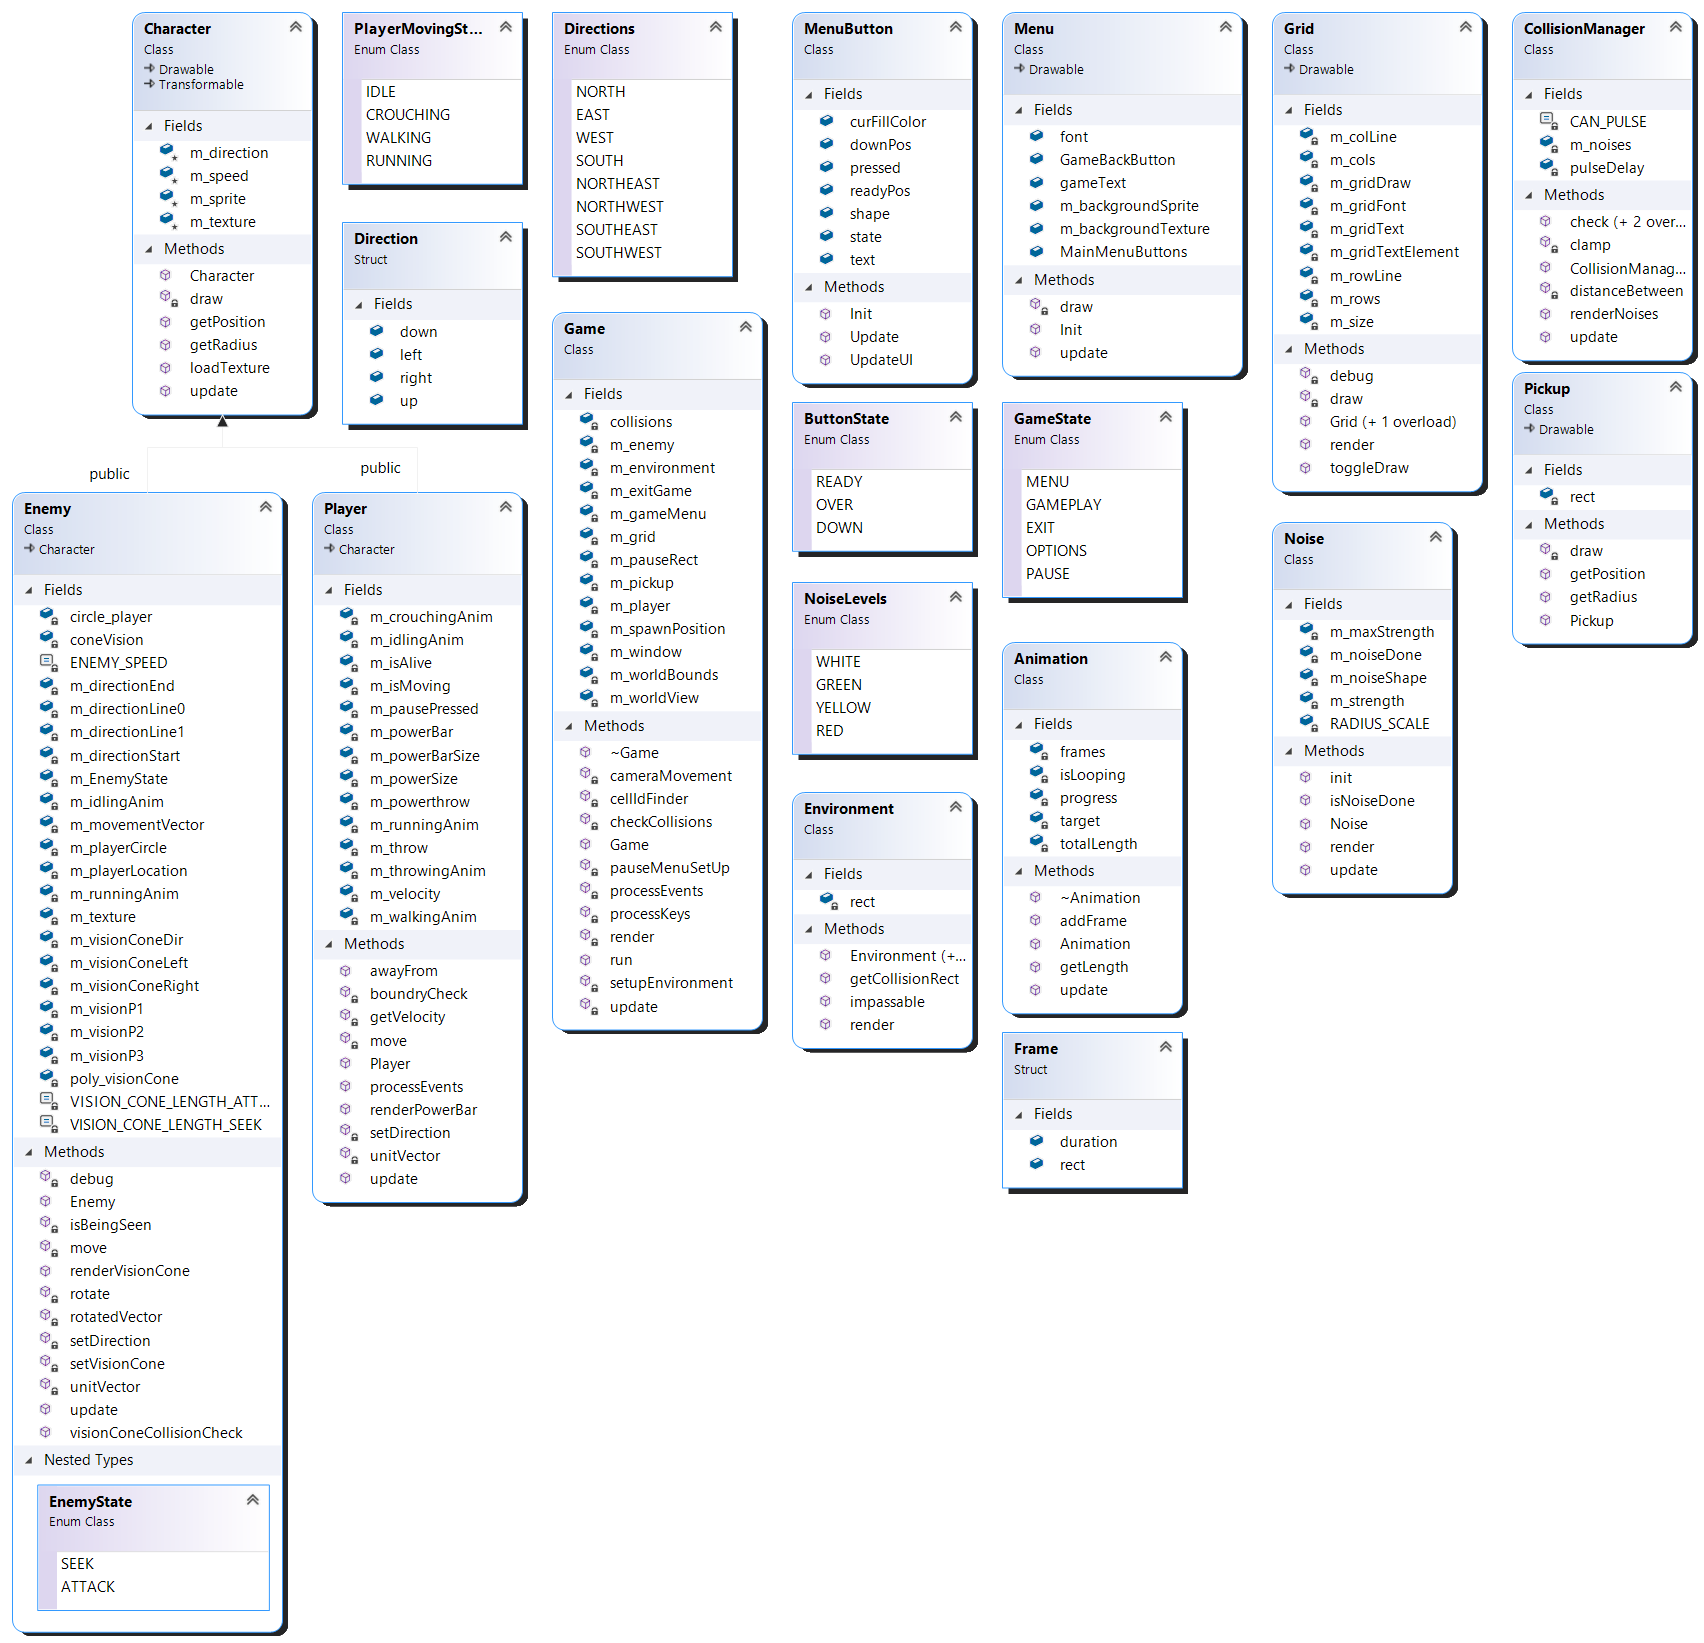 Character
Class
Drawable
Transformable
Fields
m_direction
m_speed
m_sprite
m_texture
Methods
Character
draw
getPosition
getRadius
loadTexture
update
PlayerMovingSt...
Enum Class
IDLE
CROUCHING
WALKING
RUNNING
Direction
Struct
Fields
down
left
right
up
Directions
Enum Class
NORTH
EAST
WEST
SOUTH
NORTHEAST
NORTHWEST
SOUTHEAST
SOUTHWEST
public
public
Enemy
Class
Character
Fields
circle_player
coneVision
ENEMY_SPEED
m_directionEnd
m_directionLine0
m_directionLine1
m_directionStart
m_EnemyState
m_idlingAnim
m_movementVector
m_playerCircle
m_playerLocation
m_runningAnim
m_texture
m_visionConeDir
m_visionConeLeft
m_visionConeRight
m_visionP1
m_visionP2
m_visionP3
poly_visionCone
VISION_CONE_LENGTH_ATT...
VISION_CONE_LENGTH_SEEK
Methods
debug
Enemy
isBeingSeen
move
renderVisionCone
rotate
rotatedVector
setDirection
setVisionCone
unitVector
update
visionConeCollisionCheck
Nested Types
EnemyState
Enum Class
SEEK
ATTACK
Player
Class
Character
Fields
m_crouchingAnim
m_idlingAnim
m_isAlive
m_isMoving
m_pausePressed
m_powerBar
m_powerBarSize
m_powerSize
m_powerthrow
m_runningAnim
m_throw
m_throwingAnim
m_velocity
m_walkingAnim
Methods
awayFrom
boundryCheck
getVelocity
move
Player
processEvents
renderPowerBar
setDirection
unitVector
update
Game
Class
Fields
collisions
m_enemy
m_environment
m_exitGame
m_gameMenu
m_grid
m_pauseRect
m_pickup
m_player
m_spawnPosition
m_window
m_worldBounds
m_worldView
Methods
~Game
cameraMovement
cellIdFinder
checkCollisions
Game
pauseMenuSetUp
processEvents
processKeys
render
run
setupEnvironment
update
MenuButton
Class
Fields
curFillColor
downPos
pressed
readyPos
shape
state
text
Methods
Init
Update
UpdateUI
ButtonState
Enum Class
READY
OVER
DOWN
NoiseLevels
Enum Class
WHITE
GREEN
YELLOW
RED
Environment
Class
Fields
rect
Methods
Environment (+...
getCollisionRect
impassable
render
Menu
Class
Drawable
Fields
font
GameBackButton
gameText
m_backgroundSprite
m_backgroundTexture
MainMenuButtons
Methods
draw
Init
update
GameState
Enum Class
MENU
GAMEPLAY
EXIT
OPTIONS
PAUSE
Animation
Class
Fields
frames
isLooping
progress
target
totalLength
Methods
~Animation
addFrame
Animation
getLength
update
Frame
Struct
Fields
duration
rect
Grid
Class
Drawable
Fields
m_colLine
m_cols
m_gridDraw
m_gridFont
m_gridText
m_gridTextElement
m_rowLine
m_rows
m_size
Methods
debug
draw
Grid (+ 1 overload)
render
toggleDraw
Noise
Class
Fields
m_maxStrength
m_noiseDone
m_noiseShape
m_strength
RADIUS_SCALE
Methods
init
isNoiseDone
Noise
render
update
CollisionManager
Class
Fields
CAN_PULSE
m_noises
pulseDelay
Methods
check (+ 2 over...
clamp
CollisionManag...
distanceBetween
renderNoises
update
Pickup
Class
Drawable
Fields
rect
Methods
draw
getPosition
getRadius
Pickup